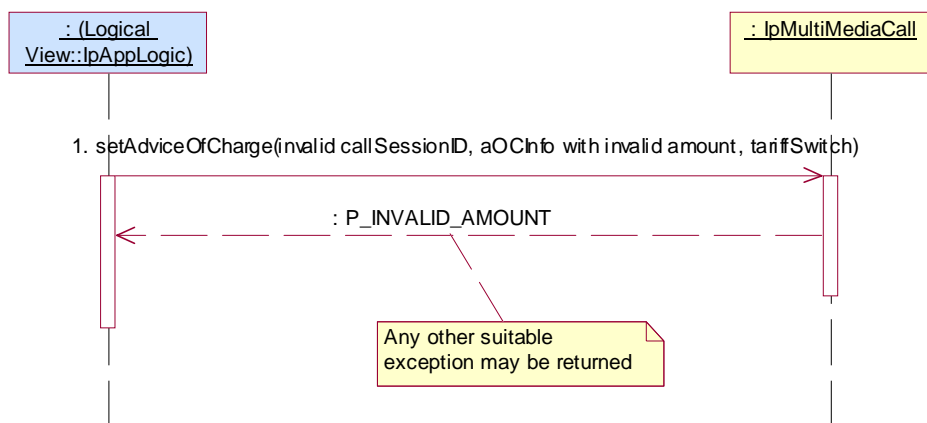 : (Logical
View::IpAppLogic)
: IpMultiMediaCall
1. setAdviceOfCharge(invalid callSessionID, aOCInfo with invalid amount, tariffSwitch)
: P_INVALID_AMOUNT
Any other suitable
exception may be returned